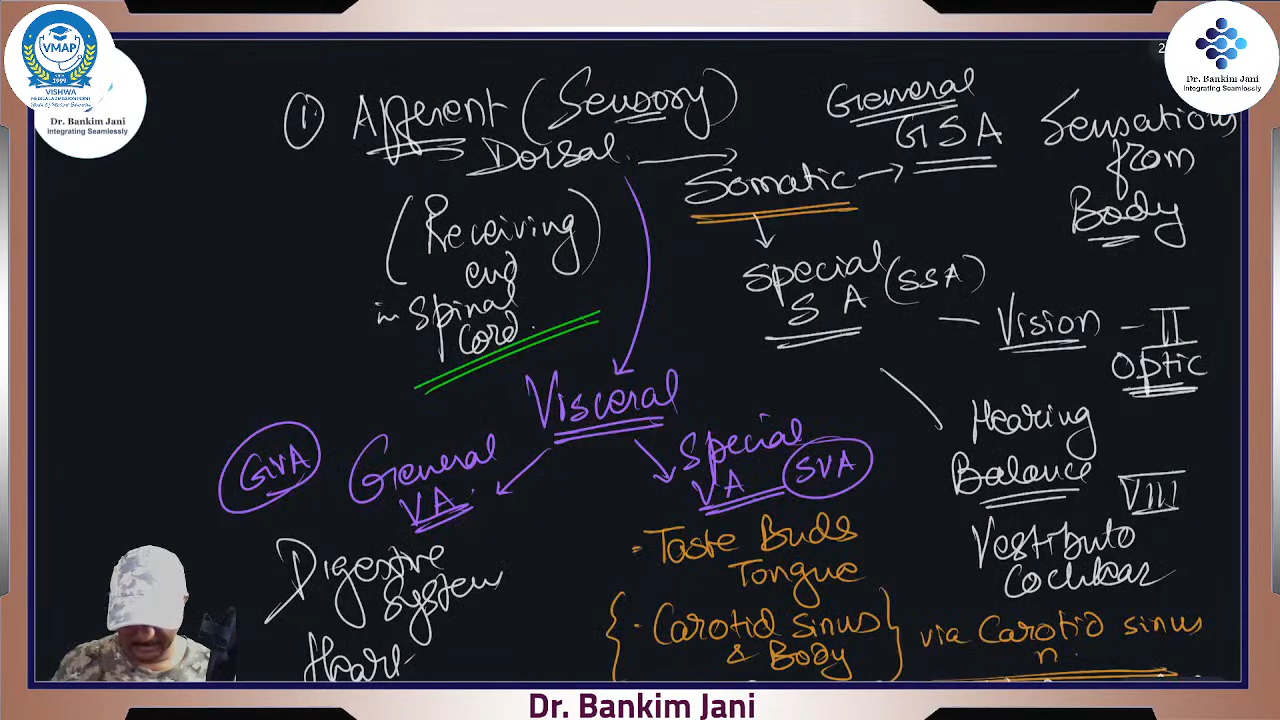 VMAP
VISHWA
Dr. Bankim Jani
Integrating Seamlessly
Dr. Bankim Jani
Integrating Seamlessly
2
① Afferent (Sensory)
Dorsal.
(Receiving
end
in Spinal
Cord.
Somatic
General
GSA
Sensations
from
Body
Special
SA (SSA)
Vision - II
Optic
Hearing
Balance
VIII
Vestibulo
Cochlear
Visceral
GVA
General
VA.
Digestive
System
Heart
Special
VA SVA
Taste Buds
Tongue
Carotid sinus
& Body
via Carotid sinus
n.
Dr. Bankim Jani